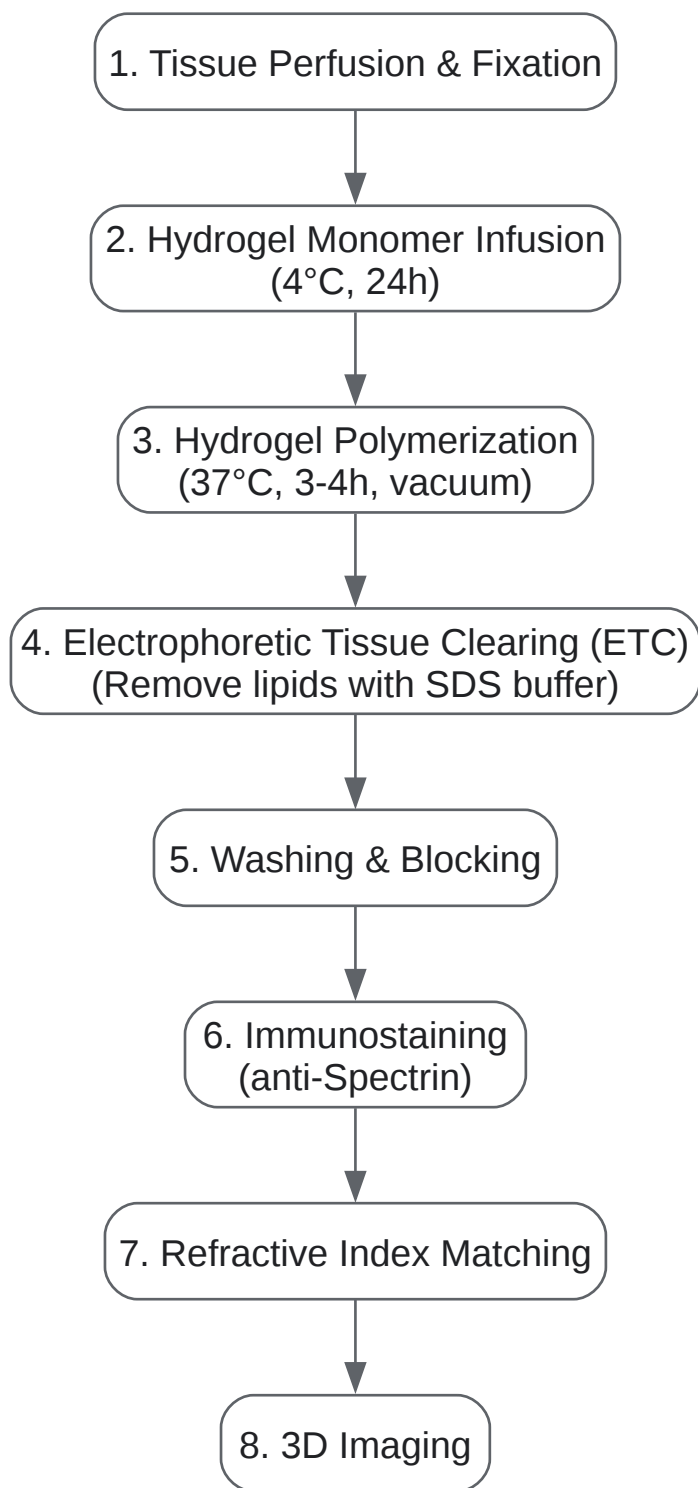 1. Tissue Perfusion & Fixation
2. Hydrogel Monomer Infusion
(4°C, 24h)
3. Hydrogel Polymerization
(37°C, 3-4h, vacuum)
4. Electrophoretic Tissue Clearing (ETC)
(Remove lipids with SDS buffer)
5. Washing & Blocking
6. Immunostaining
(anti-Spectrin)
7. Refractive Index Matching
8. 3D Imaging